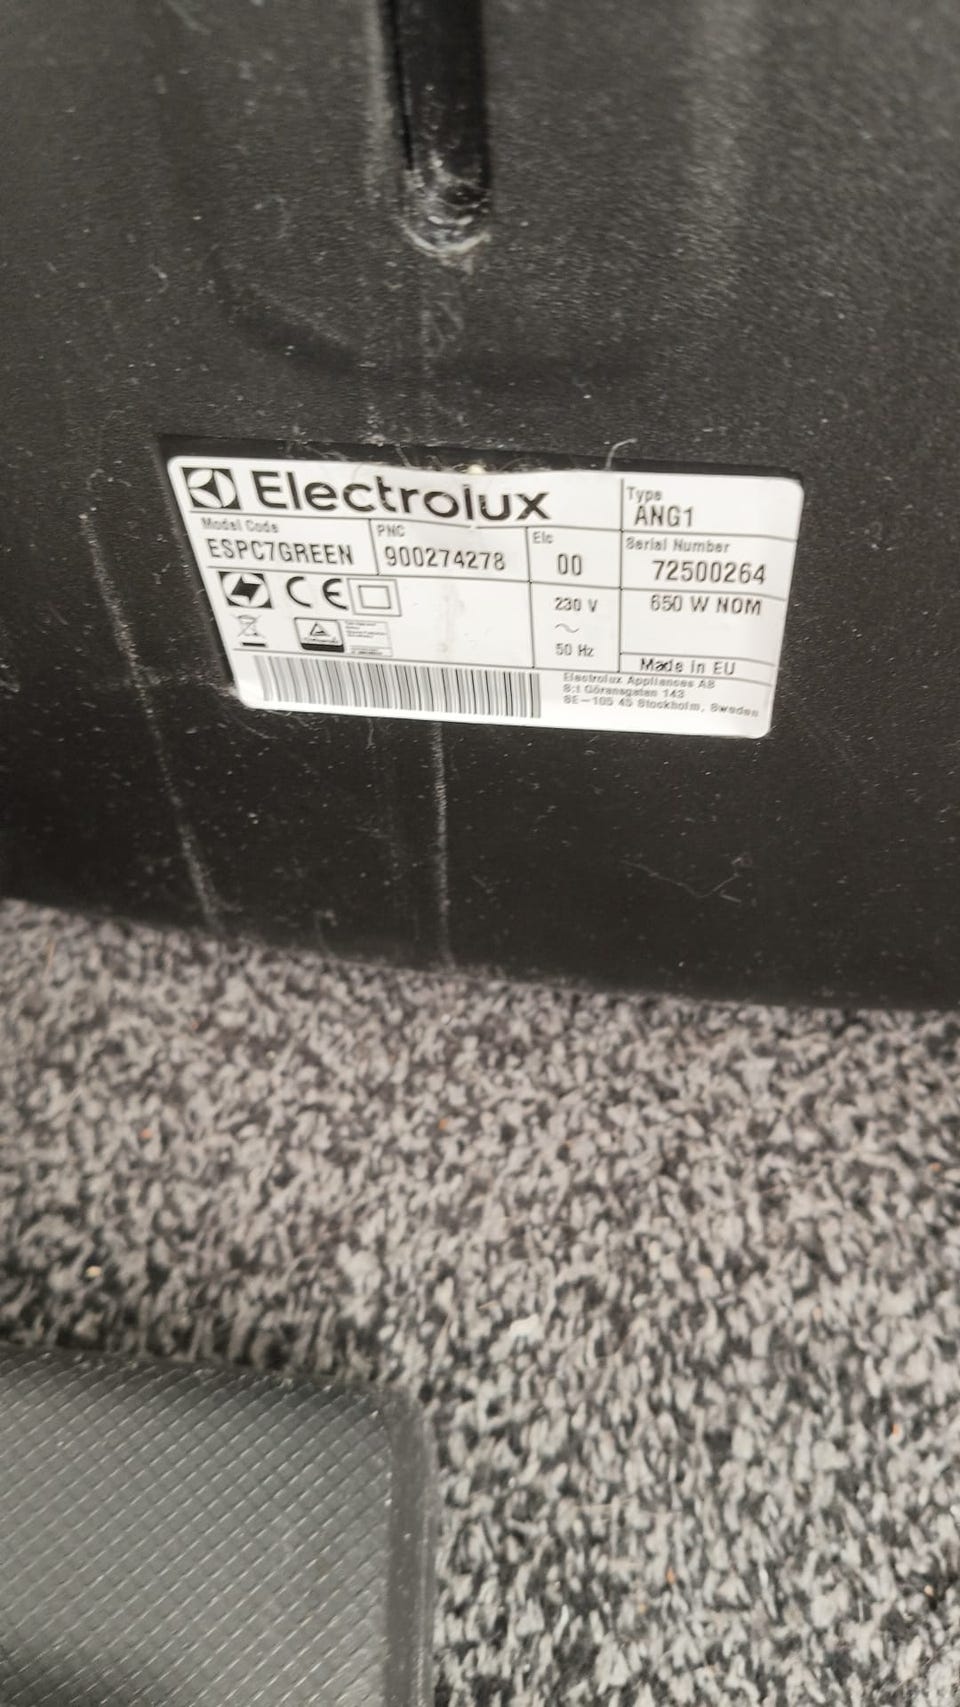 Electrolux
Type
ANG1
Model Code
ESPC7GREEN
PNC
900274278
Elc
00
Serial Number
72500264
CE
230 V
~
50 Hz
650 W NOM
Made in EU
Electrolux Appliances AB
S:t Göransgatan 143
SE-105 45 Stockholm, Sweden